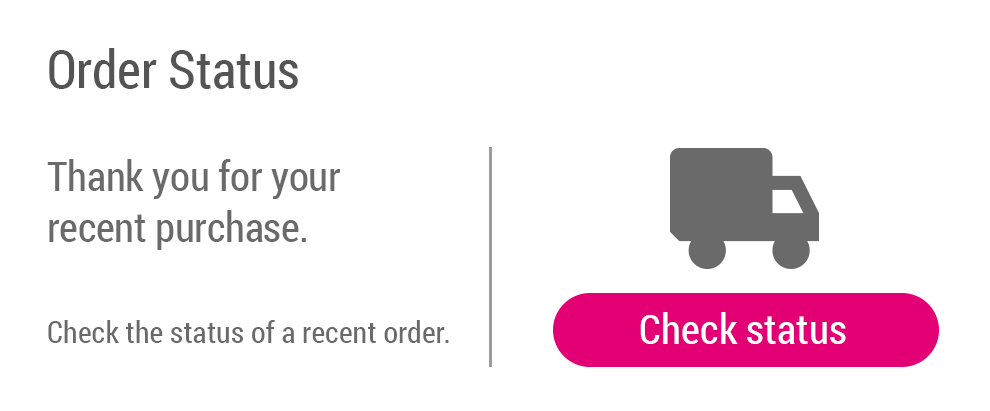 Order Status
Thank you for your
recent purchase.
Check the status of a recent order.
Check status